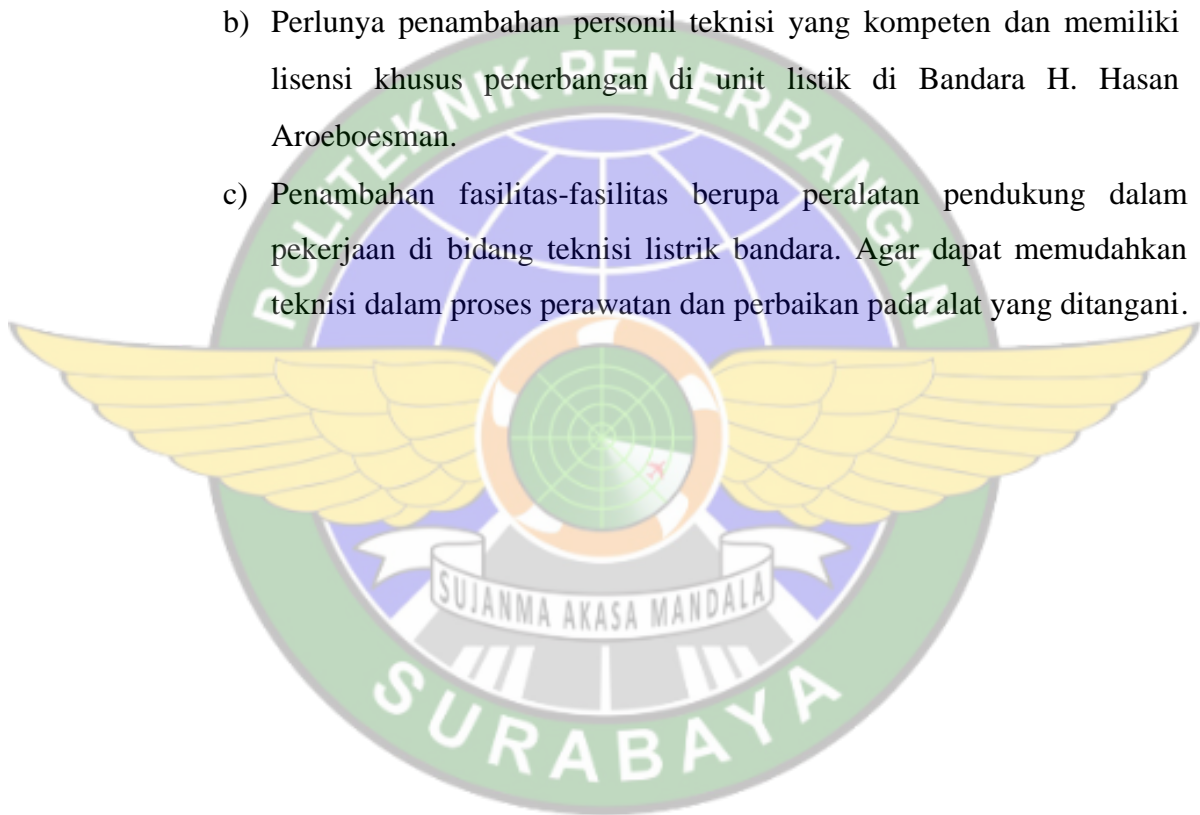 b) Perlunya penambahan personil teknisi yang kompeten dan memiliki
lisensi khusus penerbangan di unit listik di Bandara H. Hasan
Aroeboesman.
c) Penambahan fasilitas-fasilitas berupa peralatan pendukung dalam
pekerjaan di bidang teknisi listrik bandara. Agar dapat memudahkan
teknisi dalam proses perawatan dan perbaikan pada alat yang ditangani.
POLITEKNIK PENERBANGAN
SUJANMA AKASA MANDALA
SURABAYA